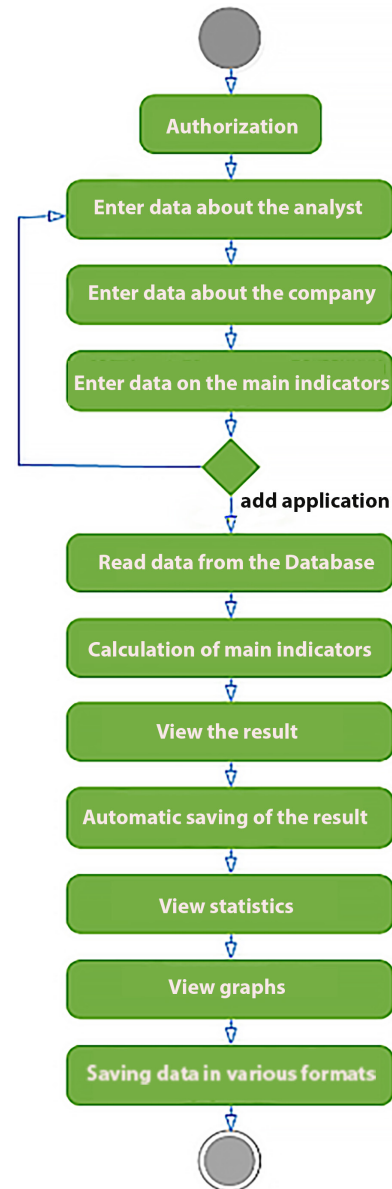 Authorization
Enter data about the analyst
Enter data about the company
Enter data on the main indicators
add application
Read data from the Database
Calculation of main indicators
View the result
Automatic saving of the result
View statistics
View graphs
Saving data in various formats